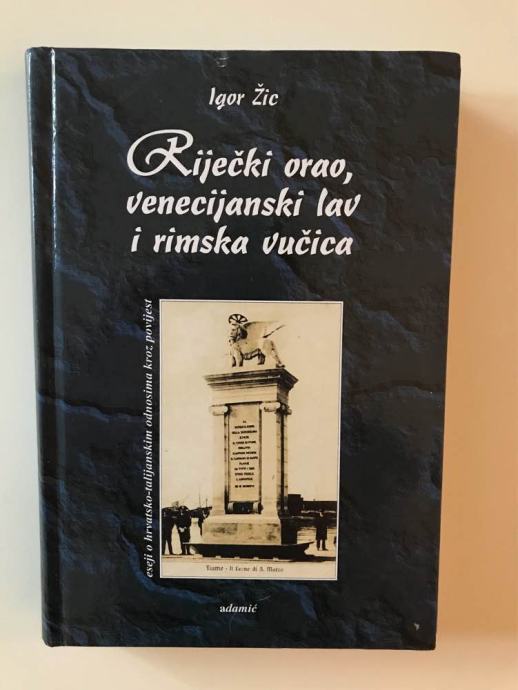 Igor Žic
Riječki orao,
venecijanski lav
i rimska vučica
eseji o hrvatsko-talijanskim odnosima kroz povijest
Fiume - Il Leone di S. Marco
adamić